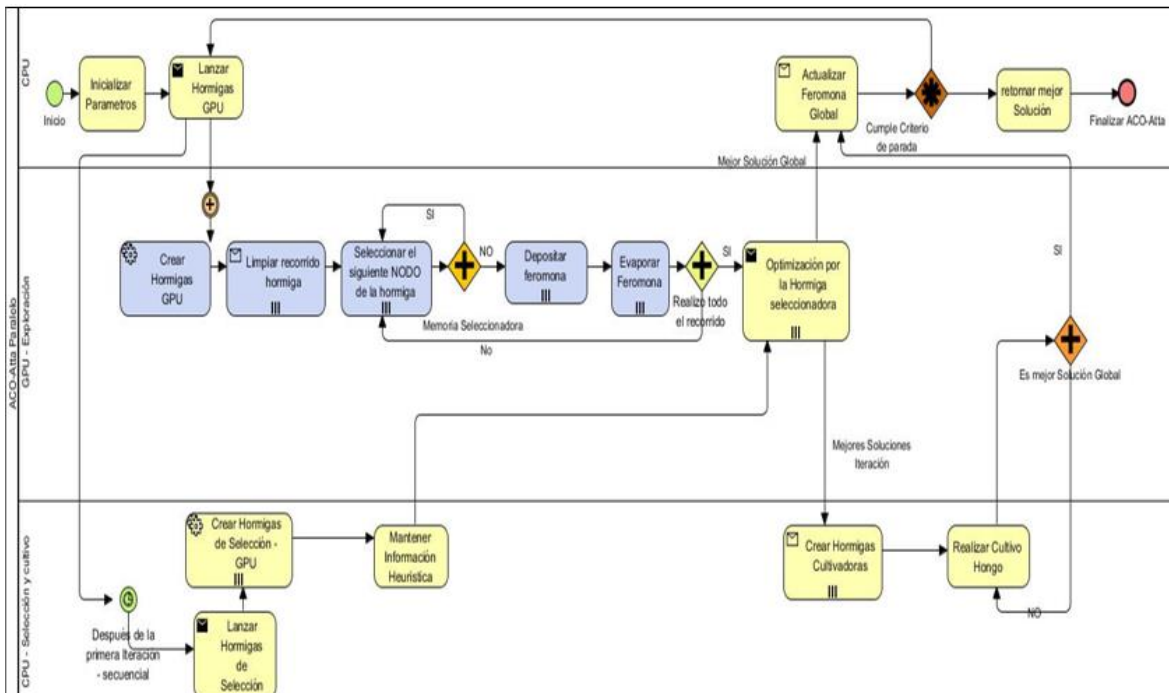 ACO-Atta Paralelo
CPU
Inicio
Inicializar
Parametros
Lanzar
Hormigas
GPU
Actualizar
Feromona
Global
Cumple Criterio
de parada
retornar mejor
Solución
Finalizar ACO-Atta
Mejor Solución Global
GPU - Exploración
Crear
Hormigas
GPU
Limpiar recorrido
hormiga
Seleccionar el
siguiente NODO
de la hormiga
SI
NO
Memoria Seleccionadora
No
Depositar
feromona
Evaporar
Feromona
Realizo todo
el recorrido
SI
Optimización por
la Hormiga
seleccionadora
SI
Es mejor Solución Global
Mejores Soluciones
Iteración
CPU - Selección y cultivo
Después de la
primera Iteracion
- secuencial
Crear Hormigas
de Selección -
GPU
Lanzar
Hormigas
de
Selección
Mantener
Información
Heuristica
Crear Hormigas
Cultivadoras
Realizar Cultivo
Hongo
NO